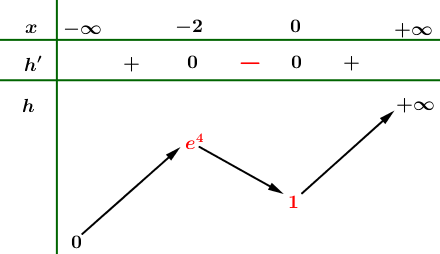 x −∞ −2 0 +∞
h′ + 0 − 0 +
h +∞
e⁴
1
0